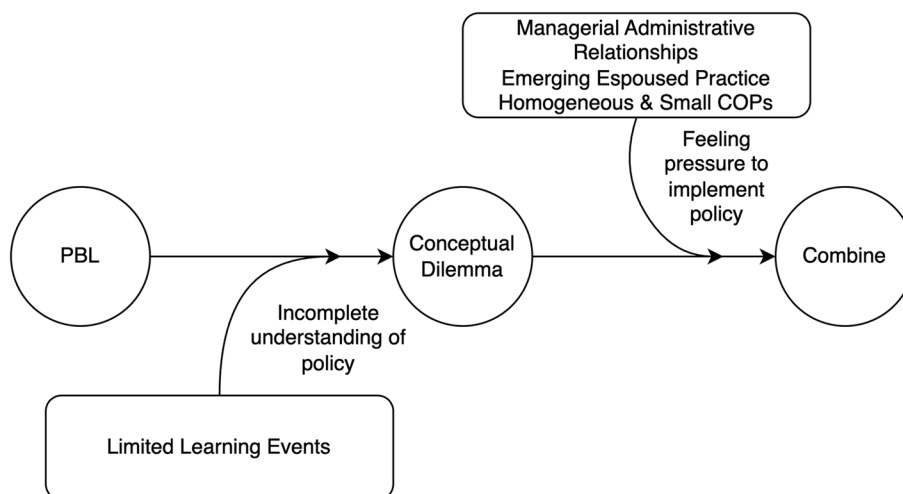 Managerial Administrative
Relationships
Emerging Espoused Practice
Homogeneous & Small COPs
Feeling
pressure to
implement
policy
PBL
Conceptual
Dilemma
Combine
Incomplete
understanding of
policy
Limited Learning Events